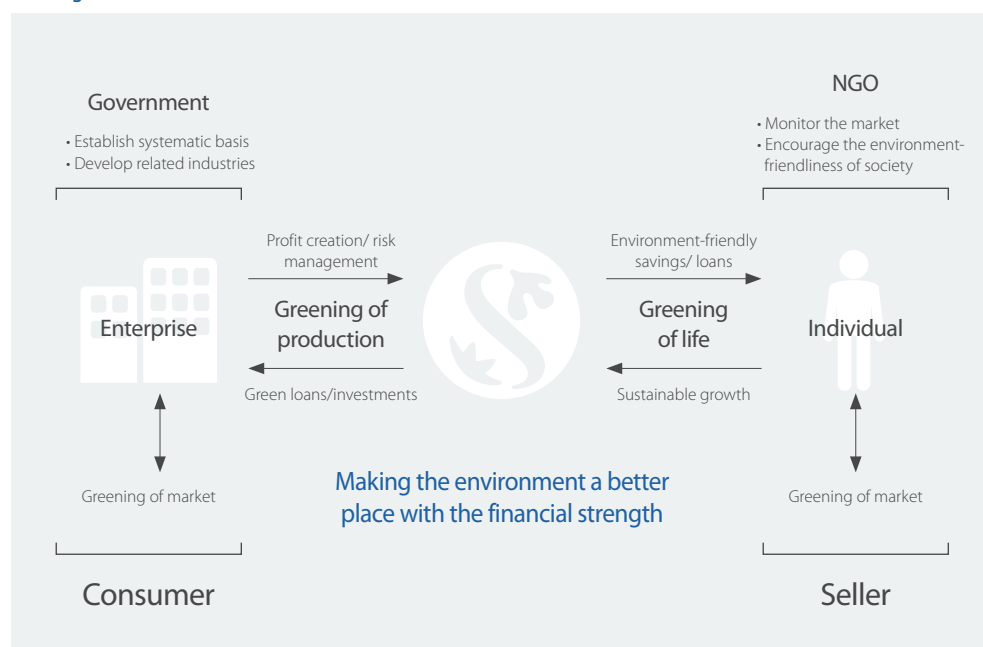 Government
• Establish systematic basis
• Develop related industries
NGO
• Monitor the market
• Encourage the environment-
friendliness of society
Profit creation/ risk
management
Environment-friendly
savings/ loans
Enterprise
Greening of
production
Greening
of life
Individual
Green loans/investments
Sustainable growth
Greening of market
Making the environment a better
place with the financial strength
Greening of market
Consumer
Seller